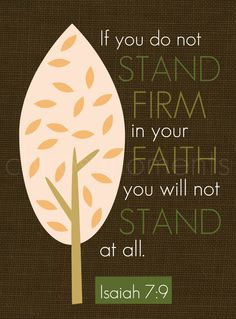 If you do not
STAND
FIRM
in your
FAITH
you will not
STAND
at all.
Isaiah 7:9